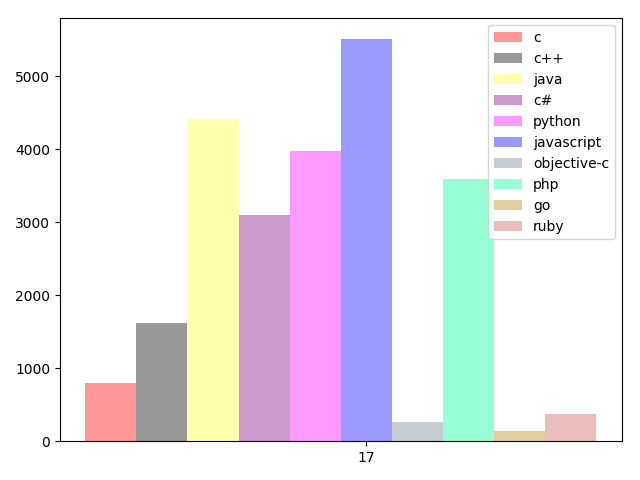 5000
4000
3000
2000
1000
0
17
c
c++
java
c#
python
javascript
objective-c
php
go
ruby